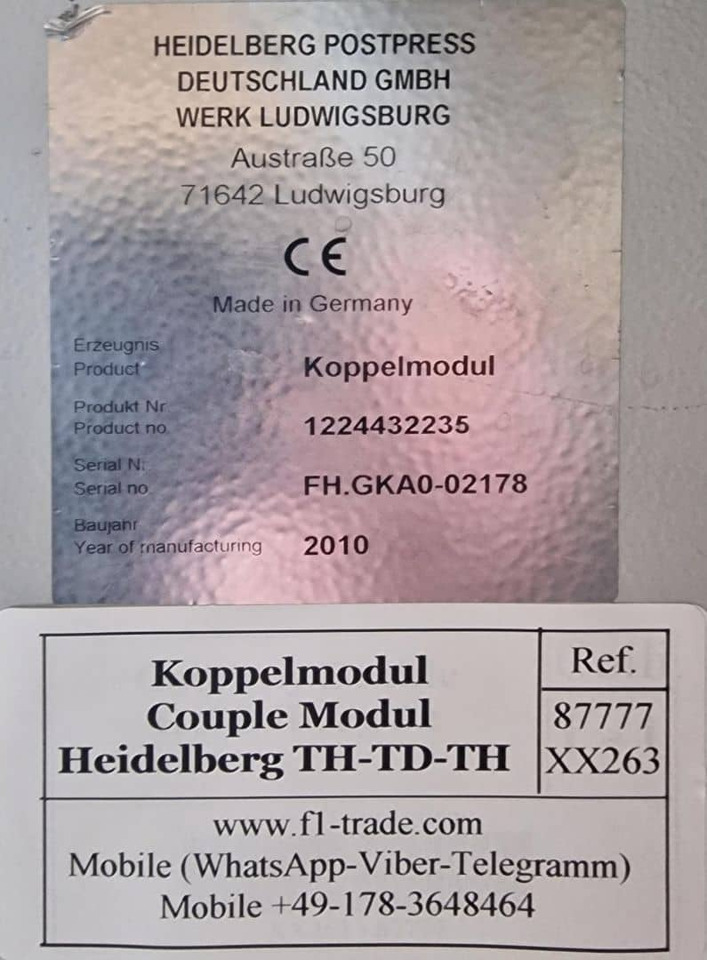 HEIDELBERG POSTPRESS
DEUTSCHLAND GMBH
WERK LUDWIGSBURG
Austraße 50
71642 Ludwigsburg
CE
Made in Germany
Erzeugnis
Product Koppelmodul
Produkt Nr
Product no 1224432235
Serial N:
Serial no FH.GKA0-02178
Baujahr
Year of manufacturing 2010
Koppelmodul
Couple Modul
Heidelberg TH-TD-TH
Ref.
87777
XX263
www.f1-trade.com
Mobile (WhatsApp-Viber-Telegramm)
Mobile +49-178-3648464